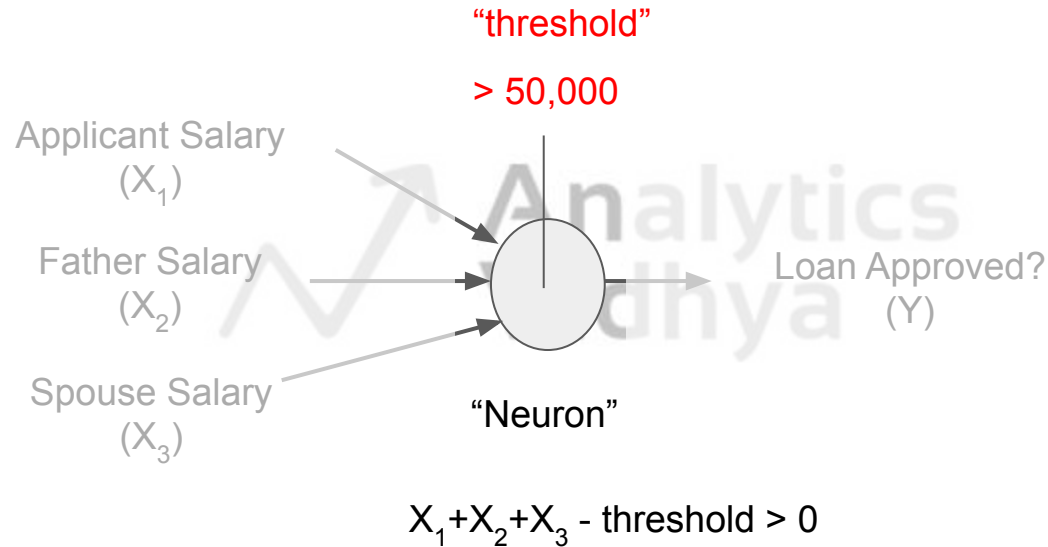 “threshold”
> 50,000
Applicant Salary
(X₁)
Father Salary
(X₂)
Spouse Salary
(X₃)
Analytics
Vidhya
Loan Approved?
(Y)
“Neuron”
X₁+X₂+X₃ - threshold > 0